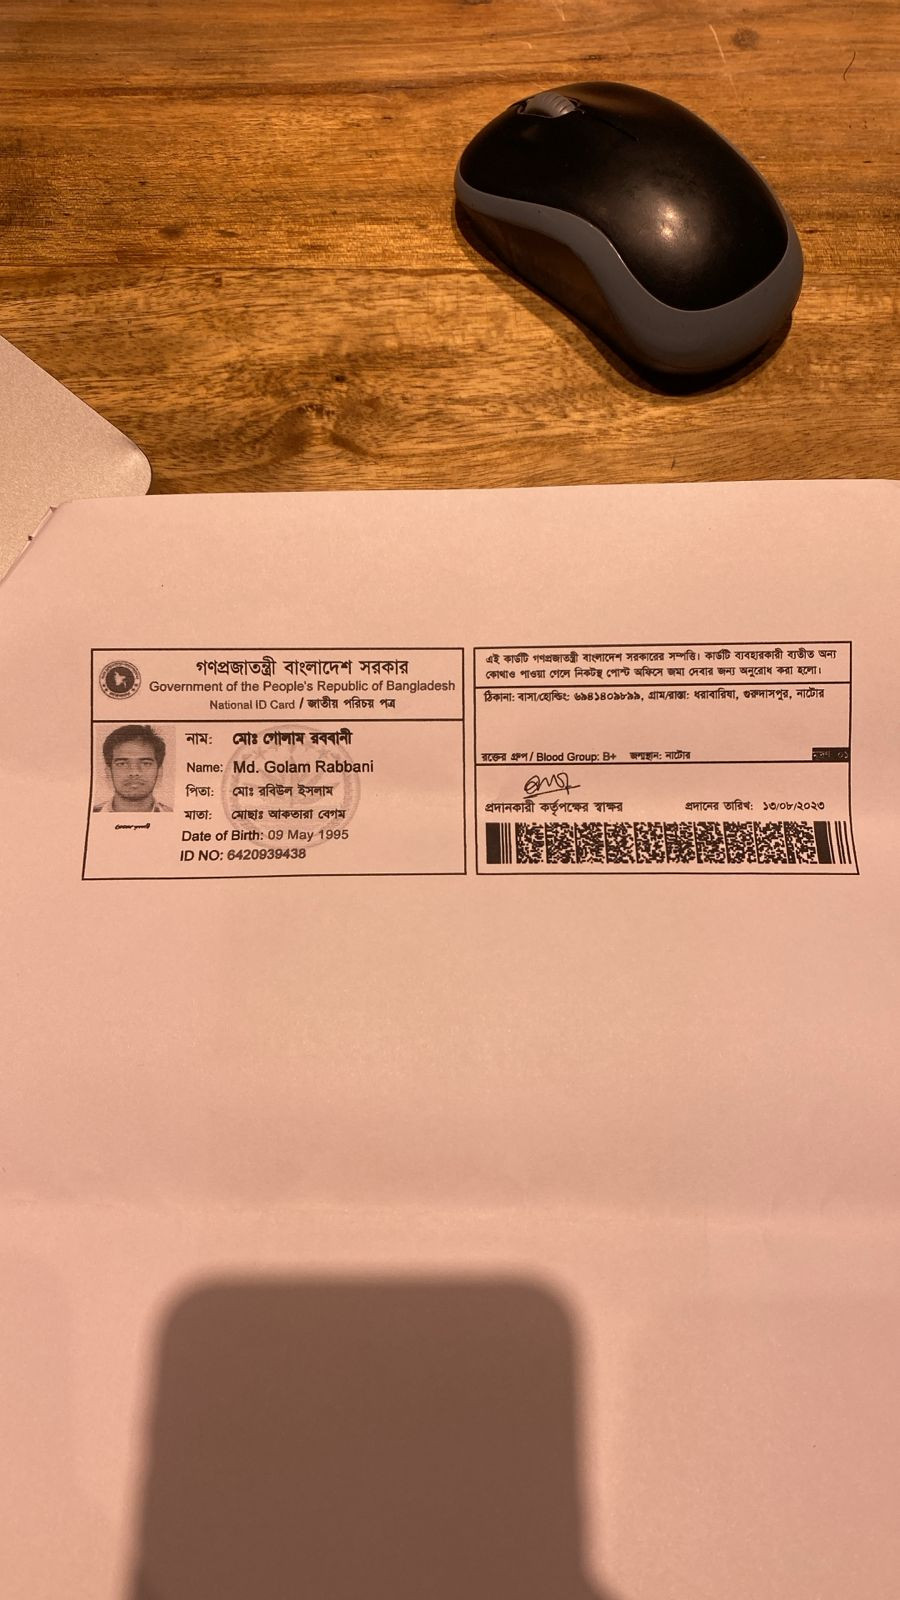 গণপ্রজাতন্ত্রী বাংলাদেশ সরকার
Government of the People's Republic of Bangladesh
National ID Card / জাতীয় পরিচয় পত্র
নাম: মোঃ গোলাম রববানী
Name: Md. Golam Rabbani
পিতা: মোঃ রবিউল ইসলাম
মাতা: মোছাঃ আকতারা বেগম
Date of Birth: 09 May 1995
ID NO: 6420939438
এই কার্ডটি গণপ্রজাতন্ত্রী বাংলাদেশ সরকারের সম্পত্তি। কার্ডটি ব্যবহারকারী ব্যতীত অন্য
কোথাও পাওয়া গেলে নিকটস্থ পোস্ট অফিসে জমা দেবার জন্য অনুরোধ করা হলো।
ঠিকানা: বাসা/হোল্ডিং: ৬৯৪১৪০৯৮৯৯, গ্রাম/রাস্তা: ধরাবারিষা, গুরুদাসপুর, নাটোর
রক্তের গ্রুপ / Blood Group: B+ জন্মস্থান: নাটোর
প্রদানকারী কর্তৃপক্ষের স্বাক্ষর প্রদানের তারিখ: ১৩/০৮/২০২৩